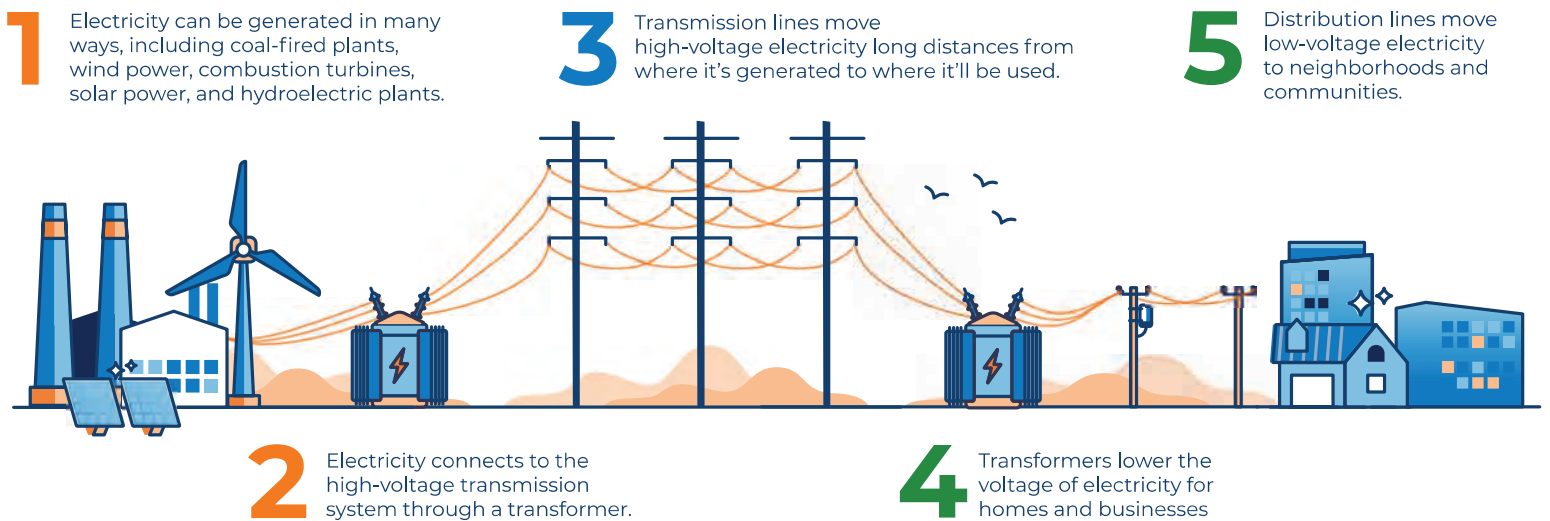 1
Electricity can be generated in many
ways, including coal-fired plants,
wind power, combustion turbines,
solar power, and hydroelectric plants.
2
Electricity connects to the
high-voltage transmission
system through a transformer.
3
Transmission lines move
high-voltage electricity long distances from
where it's generated to where it'll be used.
4
Transformers lower the
voltage of electricity for
homes and businesses
5
Distribution lines move
low-voltage electricity
to neighborhoods and
communities.